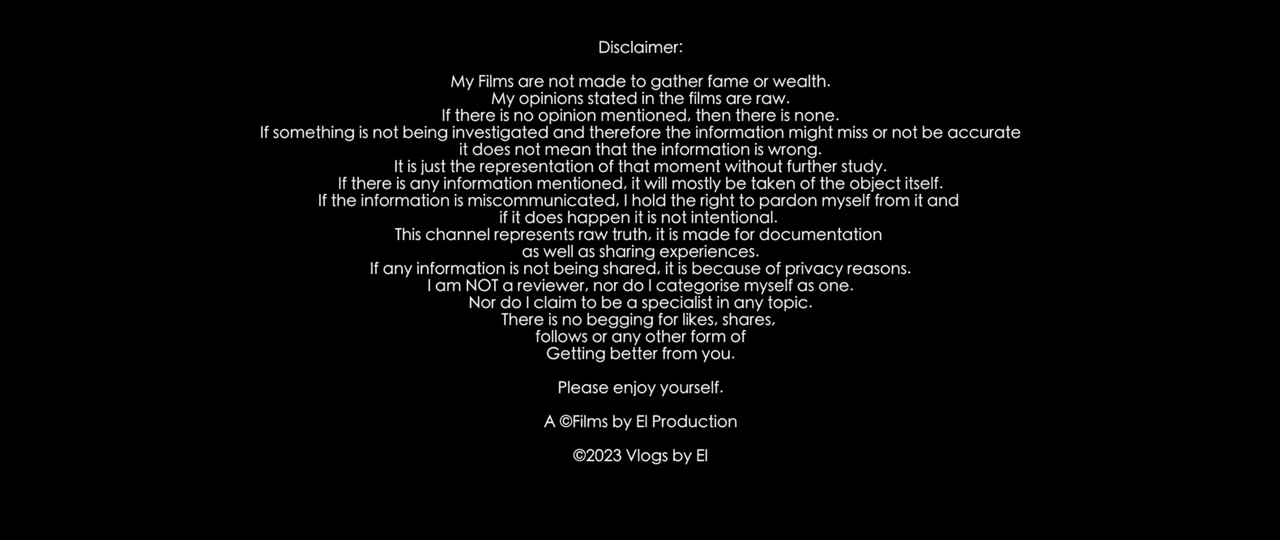 Disclaimer:
My Films are not made to gather fame or wealth.
My opinions stated in the films are raw.
If there is no opinion mentioned, then there is none.
If something is not being investigated and therefore the information might miss or not be accurate
it does not mean that the information is wrong.
It is just the representation of that moment without further study.
If there is any information mentioned, it will mostly be taken of the object itself.
If the information is miscommunicated, I hold the right to pardon myself from it and
if it does happen it is not intentional.
This channel represents raw truth, it is made for documentation
as well as sharing experiences.
If any information is not being shared, it is because of privacy reasons.
I am NOT a reviewer, nor do I categorise myself as one.
Nor do I claim to be a specialist in any topic.
There is no begging for likes, shares,
follows or any other form of
Getting better from you.
Please enjoy yourself.
A ©Films by El Production
©2023 Vlogs by El